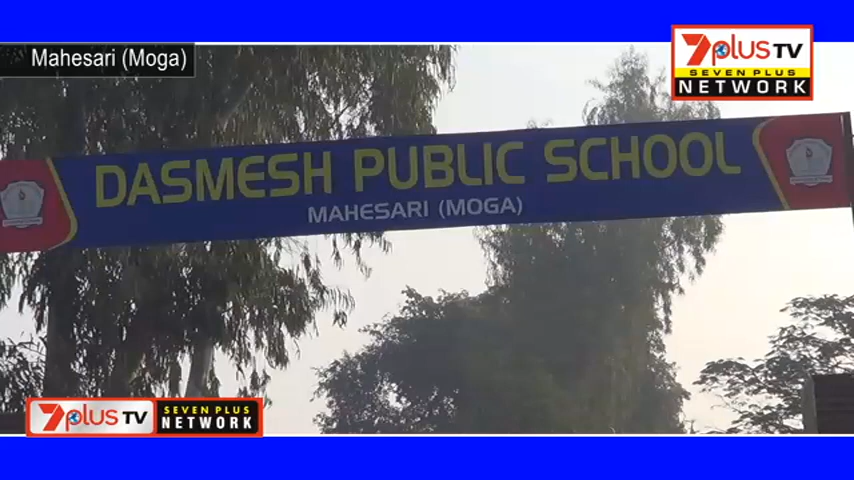 Mahesari (Moga)
7plus TV
SEVEN PLUS
NETWORK
DASMESH PUBLIC SCHOOL
MAHESARI (MOGA)
7plus TV
SEVEN PLUS
NETWORK